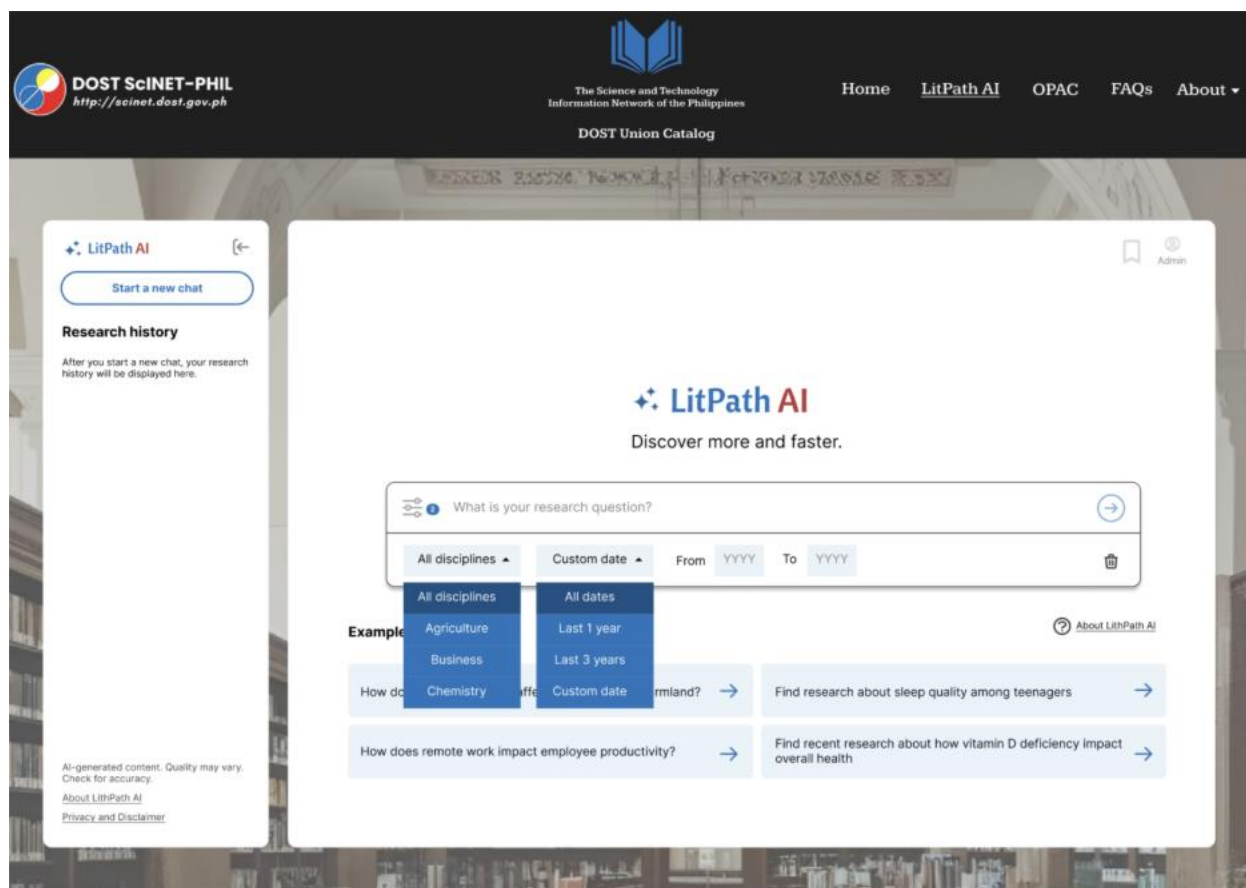 DOST ScINET-PHIL
http://scinet.dost.gov.ph
The Science and Technology
Information Network of the Philippines
DOST Union Catalog
Home LitPath AI OPAC FAQs About
LitPath AI
Start a new chat
Research history
After you start a new chat, your research
history will be displayed here.
AI-generated content. Quality may vary.
Check for accuracy.
About LithPath AI
Privacy and Disclaimer
Admin
LitPath AI
Discover more and faster.
2 What is your research question?
All disciplines Custom date From YYYY To YYYY
All disciplines
Agriculture
Business
Chemistry
All dates
Last 1 year
Last 3 years
Custom date
Example
About LithPath AI
How do affe rmland?
Find research about sleep quality among teenagers
How does remote work impact employee productivity?
Find recent research about how vitamin D deficiency impact
overall health